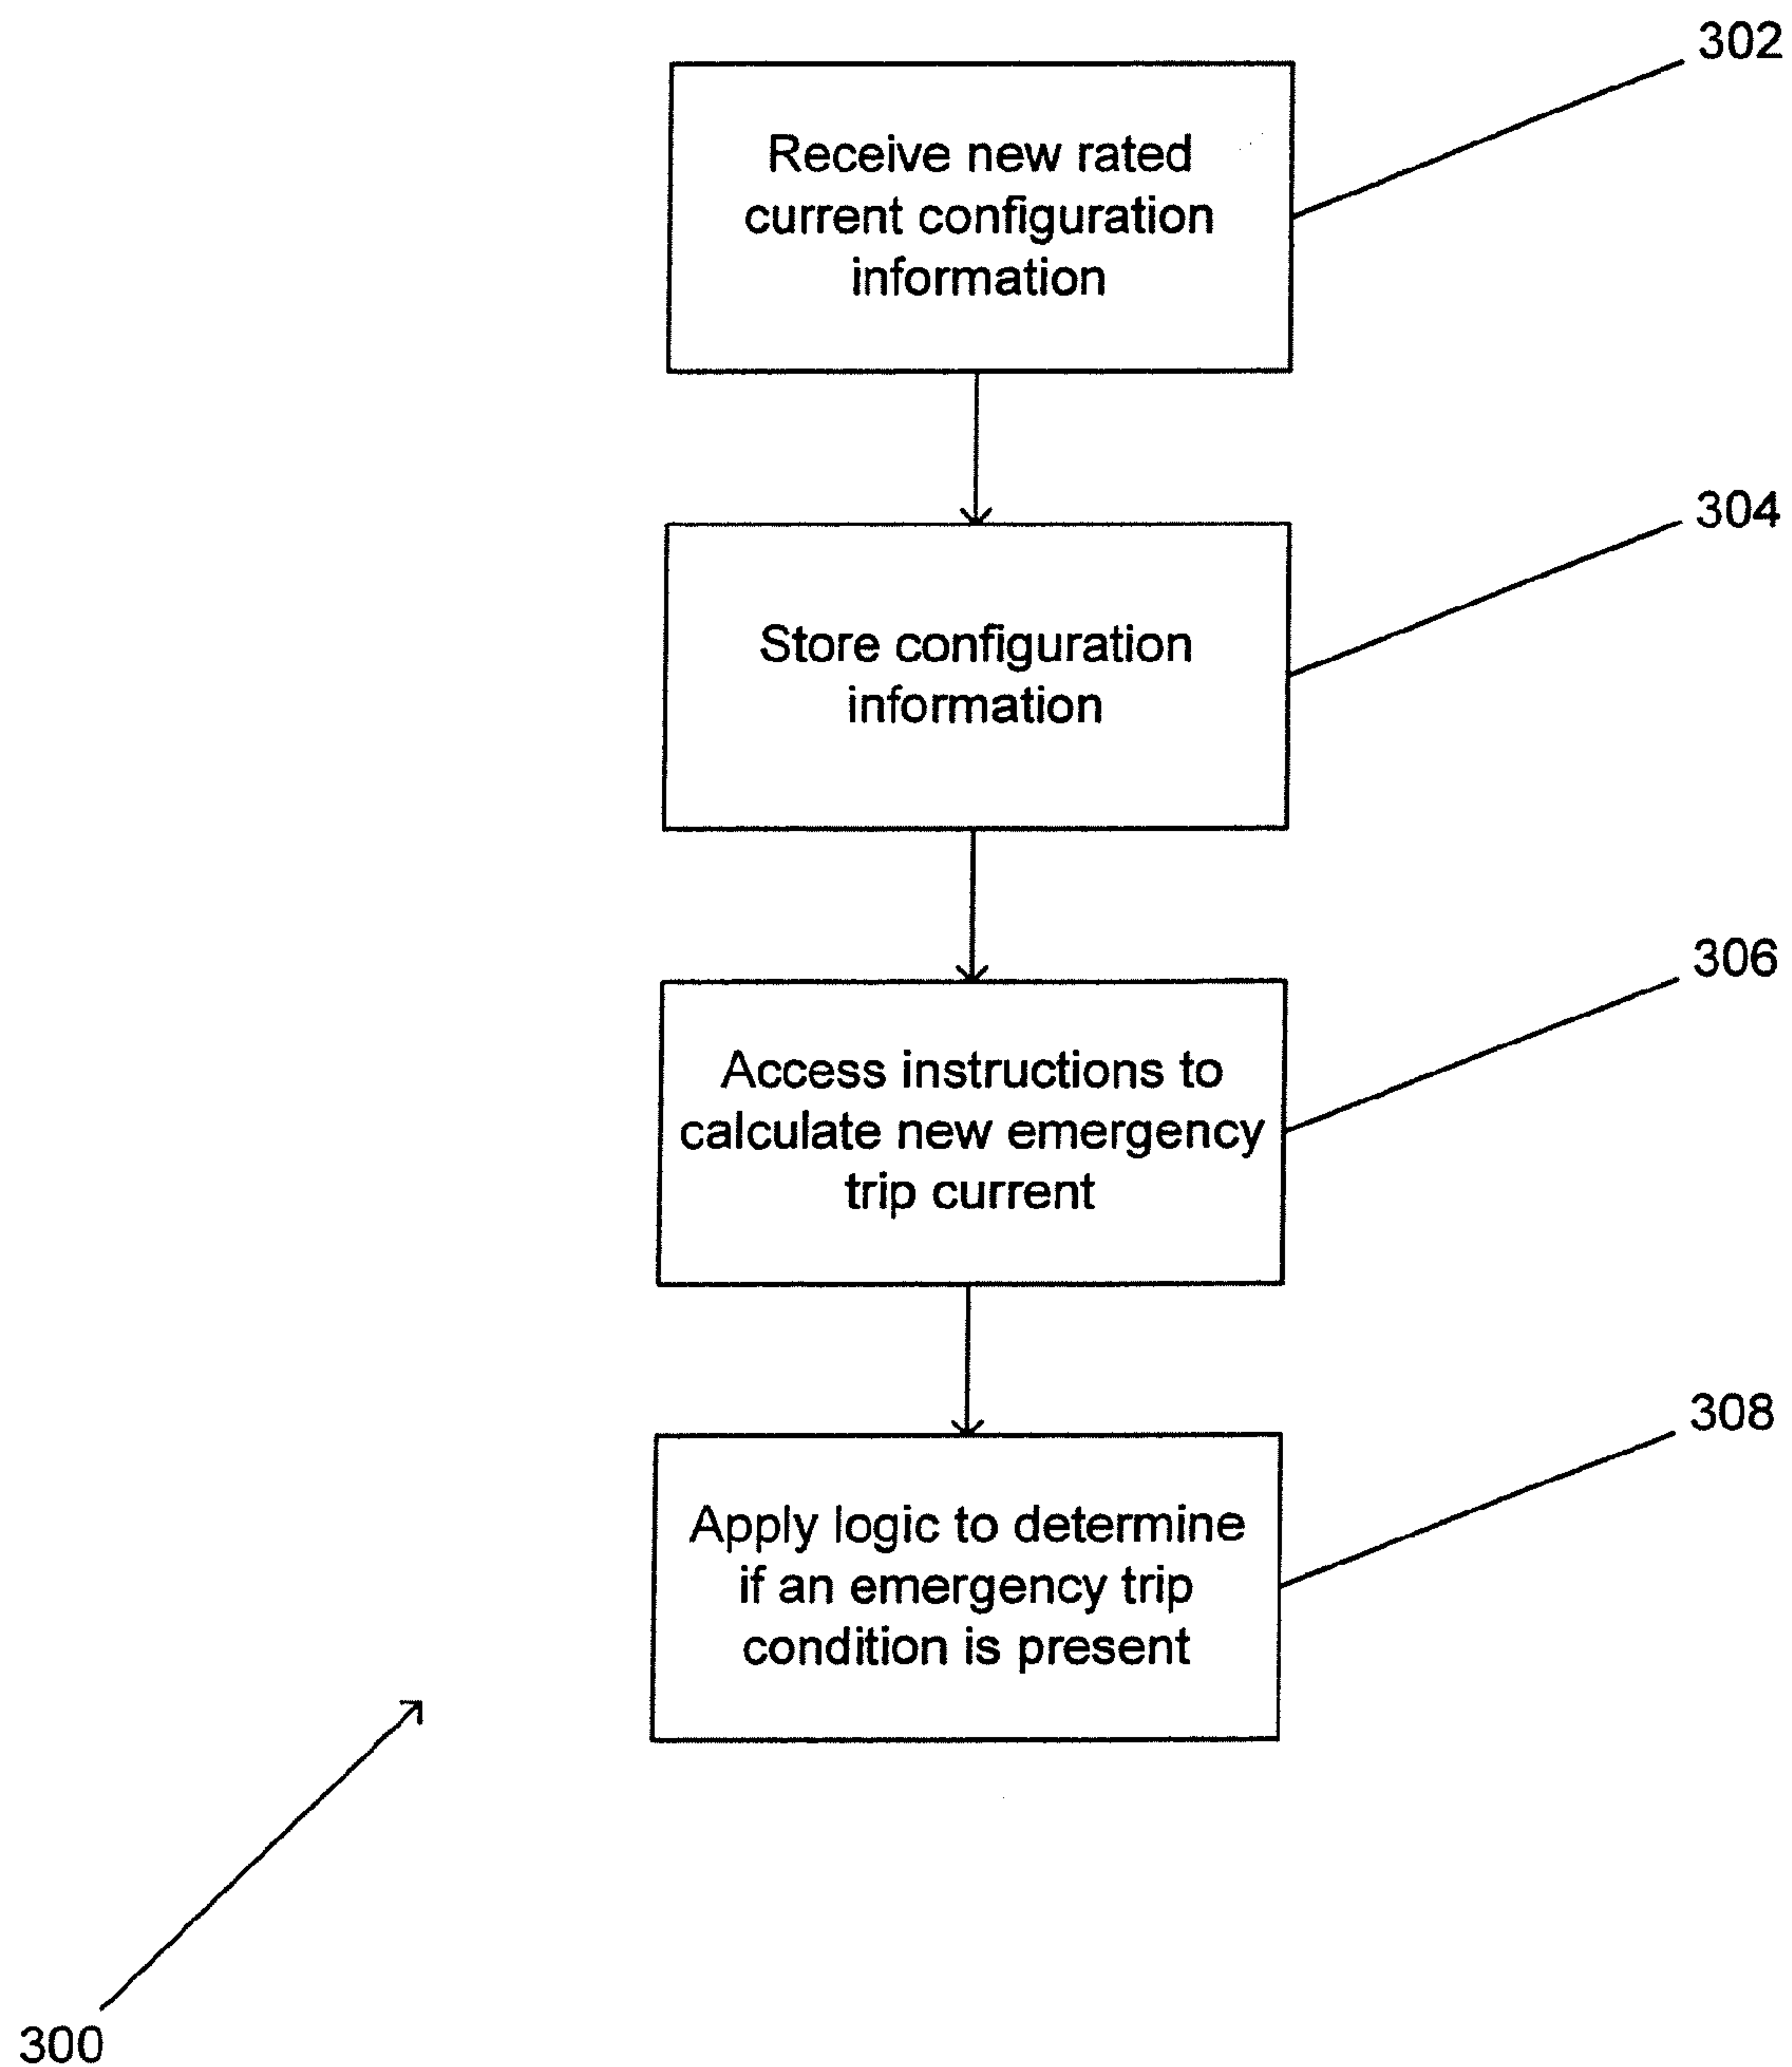 302
Receive new rated
current configuration
information
304
Store configuration
information
306
Access instructions to
calculate new emergency
trip current
308
Apply logic to determine
if an emergency trip
condition is present
300